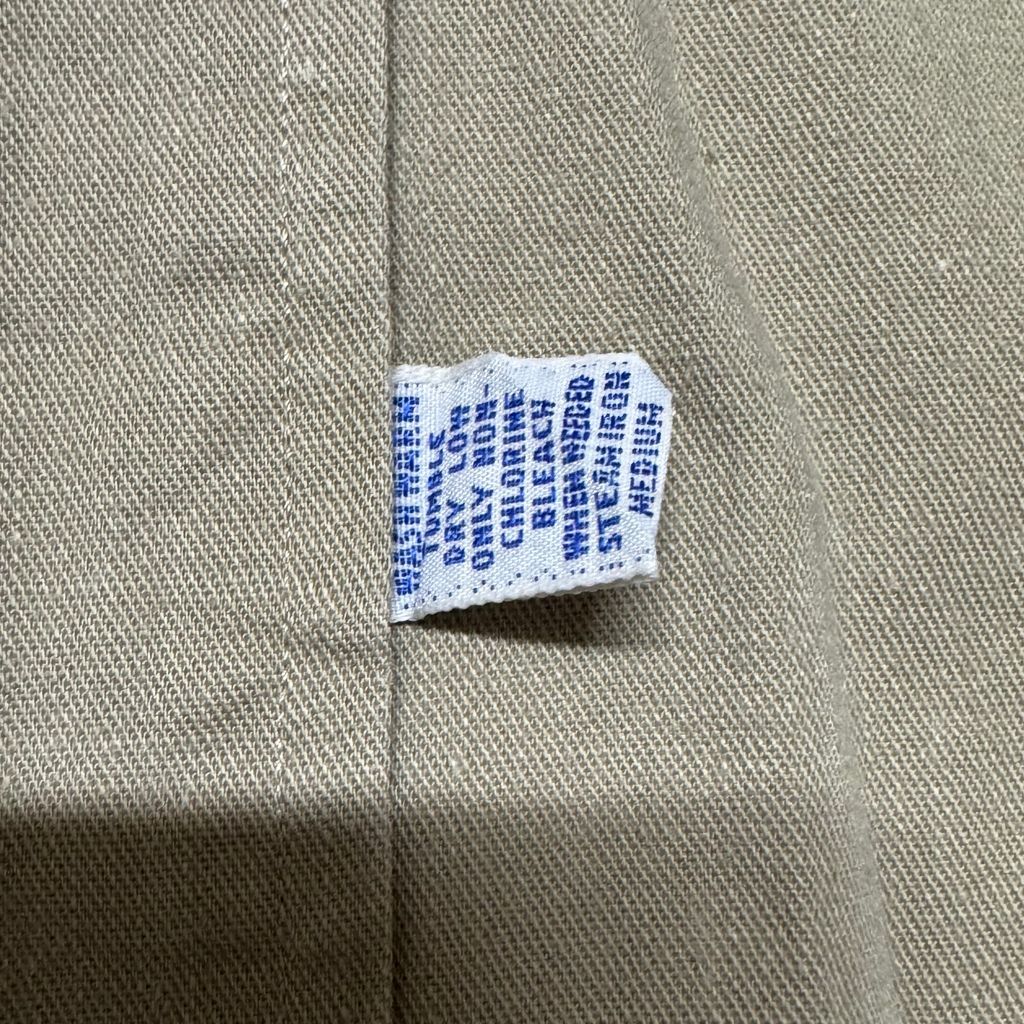 WASH WARM
TUMBLE
DRY LOW
ONLY NON-
CHLORINE
BLEACH
WHEN NEEDED
STEAM IRON
MEDIUM